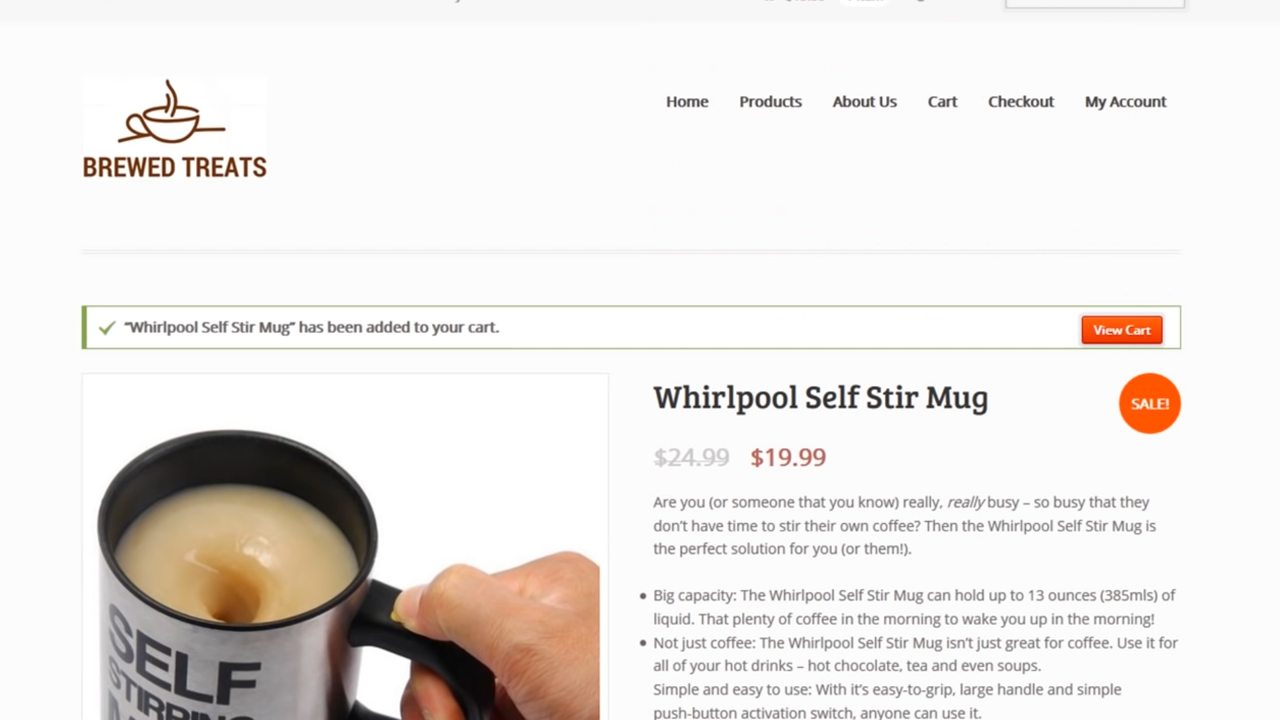 Home Products About Us Cart Checkout My Account
BREWED TREATS
"Whirlpool Self Stir Mug" has been added to your cart.
View Cart
Whirlpool Self Stir Mug
SALE!
$24.99 $19.99
Are you (or someone that you know) really, really busy – so busy that they
don't have time to stir their own coffee? Then the Whirlpool Self Stir Mug is
the perfect solution for you (or them!).
Big capacity: The Whirlpool Self Stir Mug can hold up to 13 ounces (385mls) of
liquid. That plenty of coffee in the morning to wake you up in the morning!
Not just coffee: The Whirlpool Self Stir Mug isn't just great for coffee. Use it for
all of your hot drinks – hot chocolate, tea and even soups.
Simple and easy to use: With it's easy-to-grip, large handle and simple
push-button activation switch, anyone can use it.
SELF
STIRRING